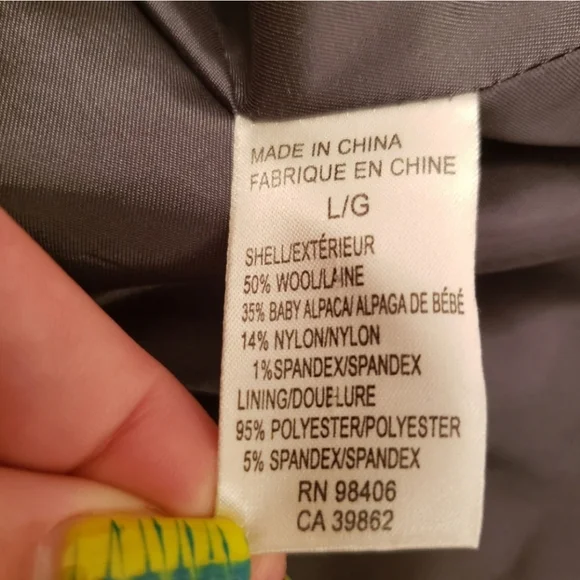 MADE IN CHINA
FABRIQUE EN CHINE
L/G
SHELL/EXTÉRIEUR
50% WOOL/LAINE
35% BABY ALPACA/ ALPAGA DE BÉBÉ
14% NYLON/NYLON
1%SPANDEX/SPANDEX
LINING/DOUBLURE
95% POLYESTER/POLYESTER
5% SPANDEX/SPANDEX
RN 98406
CA 39862